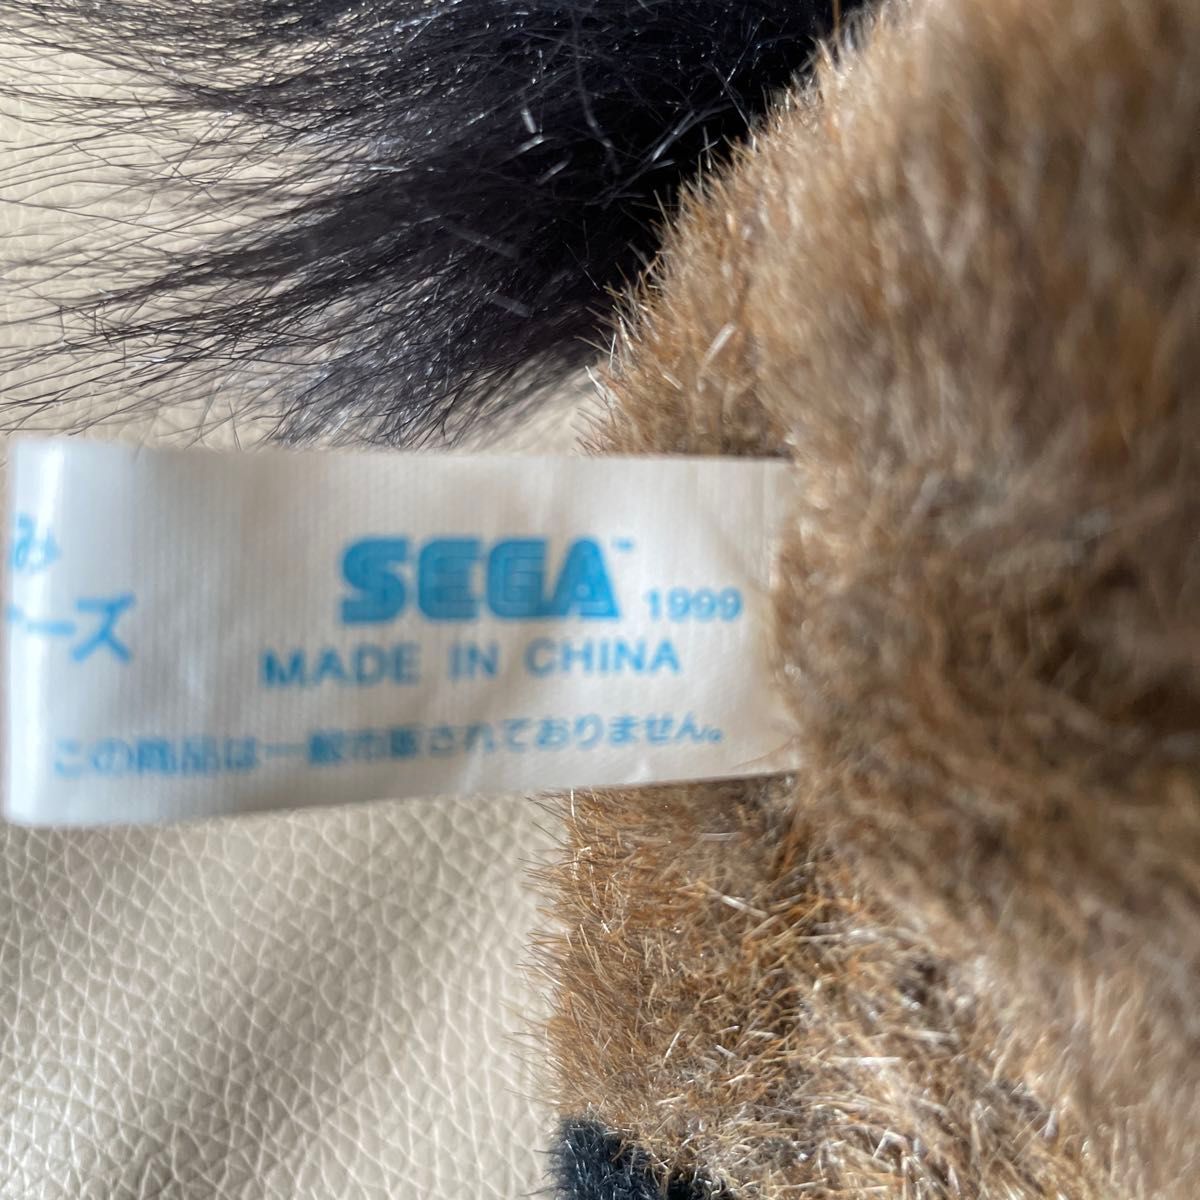 み
ーズ
SEGA™ 1999
MADE IN CHINA
この商品は一般市販されておりません。